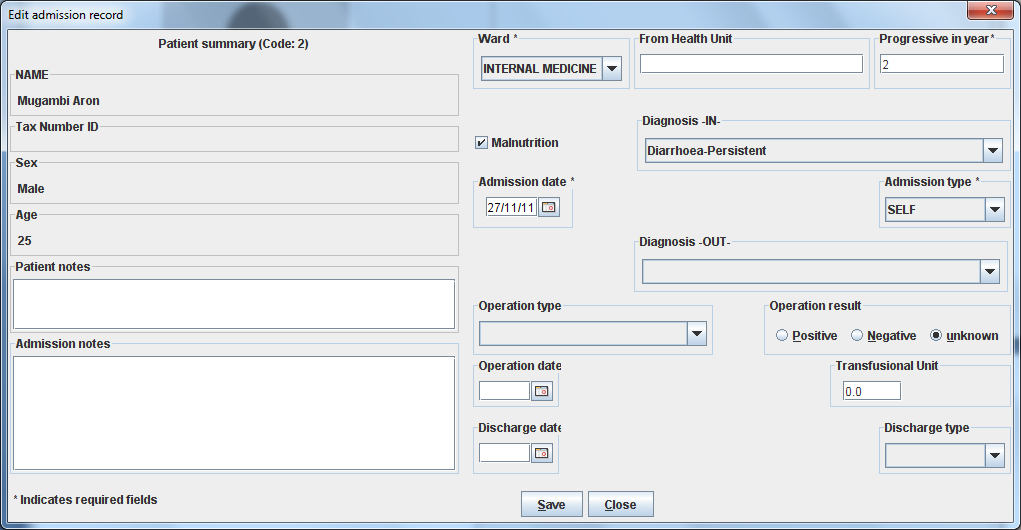 Edit admission record
Patient summary (Code: 2)
NAME
Mugambi Aron
Tax Number ID
Sex
Male
Age
25
Patient notes
Admission notes
* Indicates required fields
Ward *
INTERNAL MEDICINE
From Health Unit
Progressive in year*
2
Malnutrition
Diagnosis -IN-
Diarrhoea-Persistent
Admission date *
27/11/11
Admission type *
SELF
Diagnosis -OUT-
Operation type
Operation result
Positive Negative unknown
Operation date
Transfusional Unit
0.0
Discharge date
Discharge type
Save Close